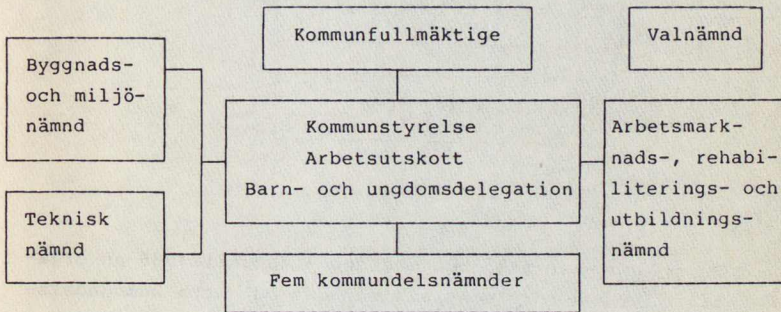 Kommunfullmäktige
Valnämnd
Byggnads-
och miljö-
nämnd
Kommunstyrelse
Arbetsutskott
Barn- och ungdomsdelegation
Arbetsmark-
nads-, rehabi-
literings- och
utbildnings-
nämnd
Teknisk
nämnd
Fem kommundelsnämnder